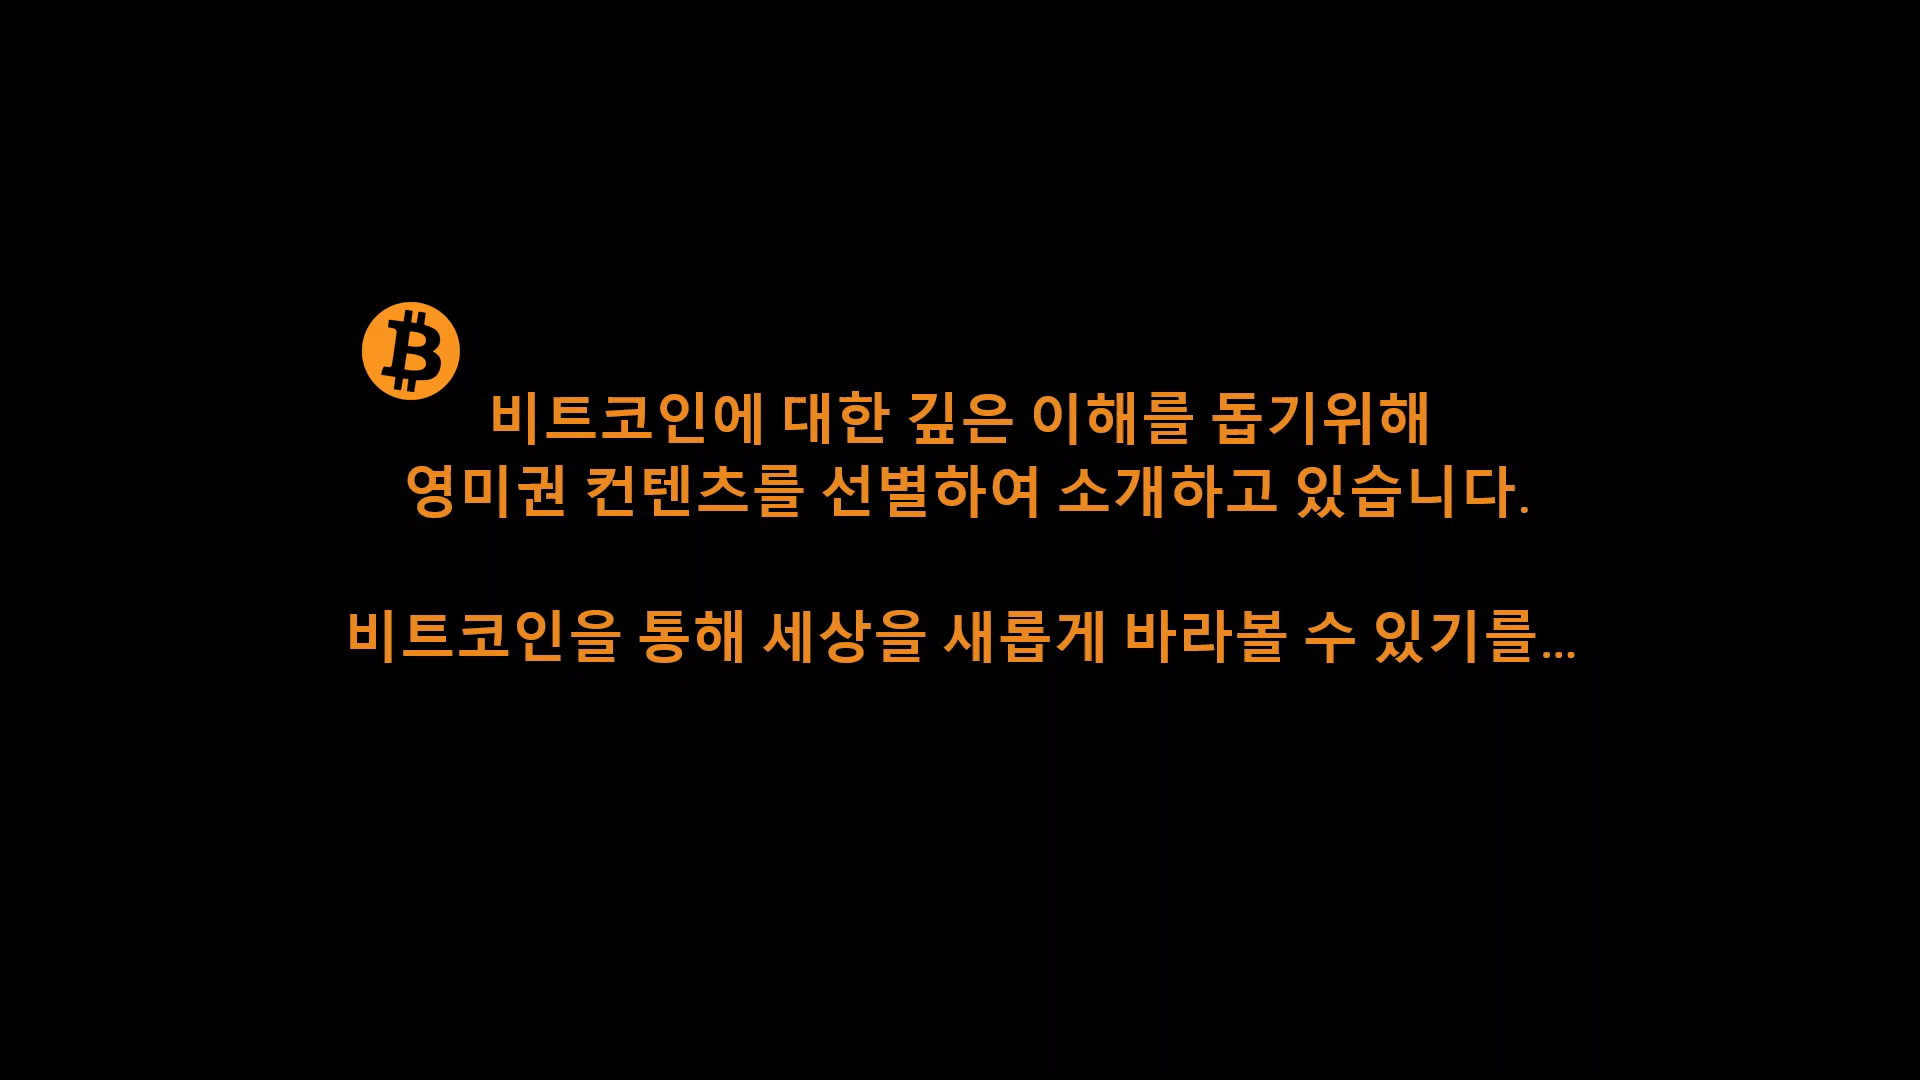 비트코인에 대한 깊은 이해를 돕기위해
영미권 컨텐츠를 선별하여 소개하고 있습니다.
비트코인을 통해 세상을 새롭게 바라볼 수 있기를...